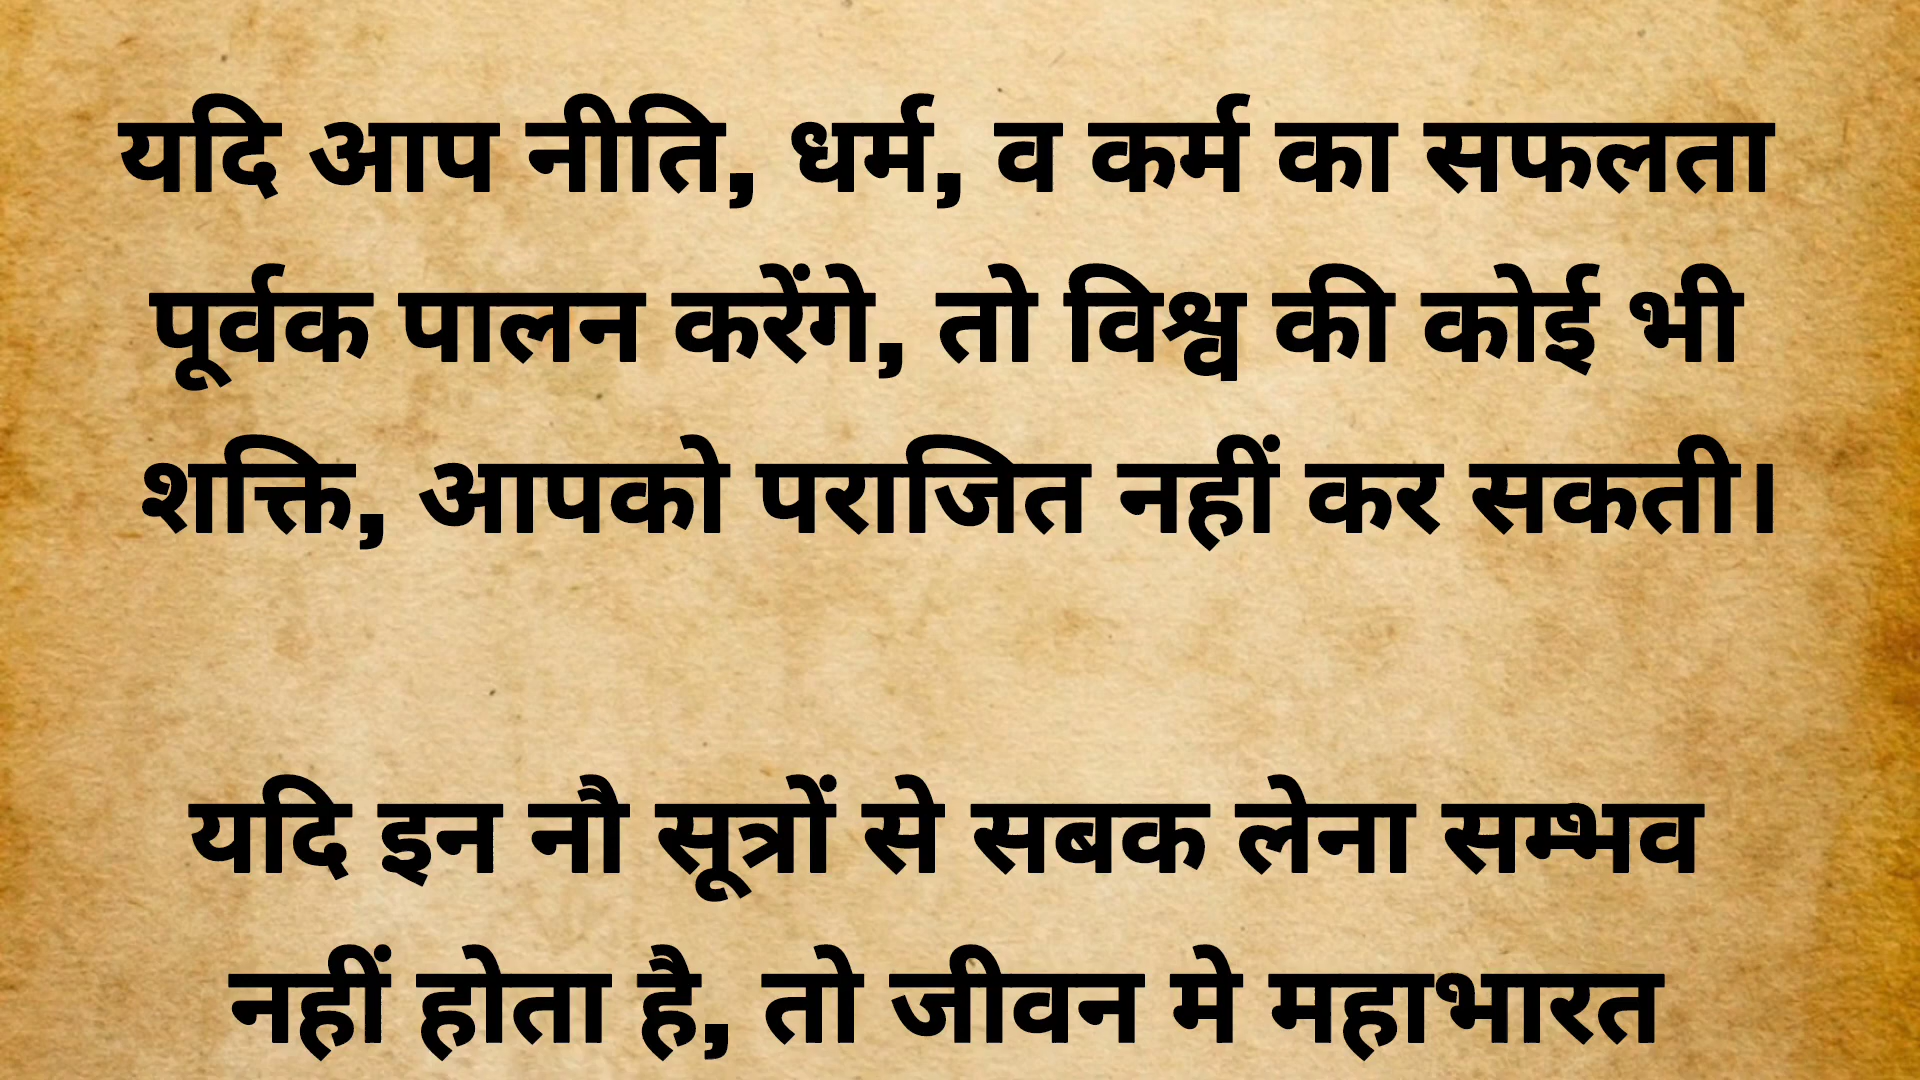 यदि आप नीति, धर्म, व कर्म का सफलता
पूर्वक पालन करेंगे, तो विश्व की कोई भी
शक्ति, आपको पराजित नहीं कर सकती।
यदि इन नौ सूत्रों से सबक लेना सम्भव
नहीं होता है, तो जीवन मे महाभारत